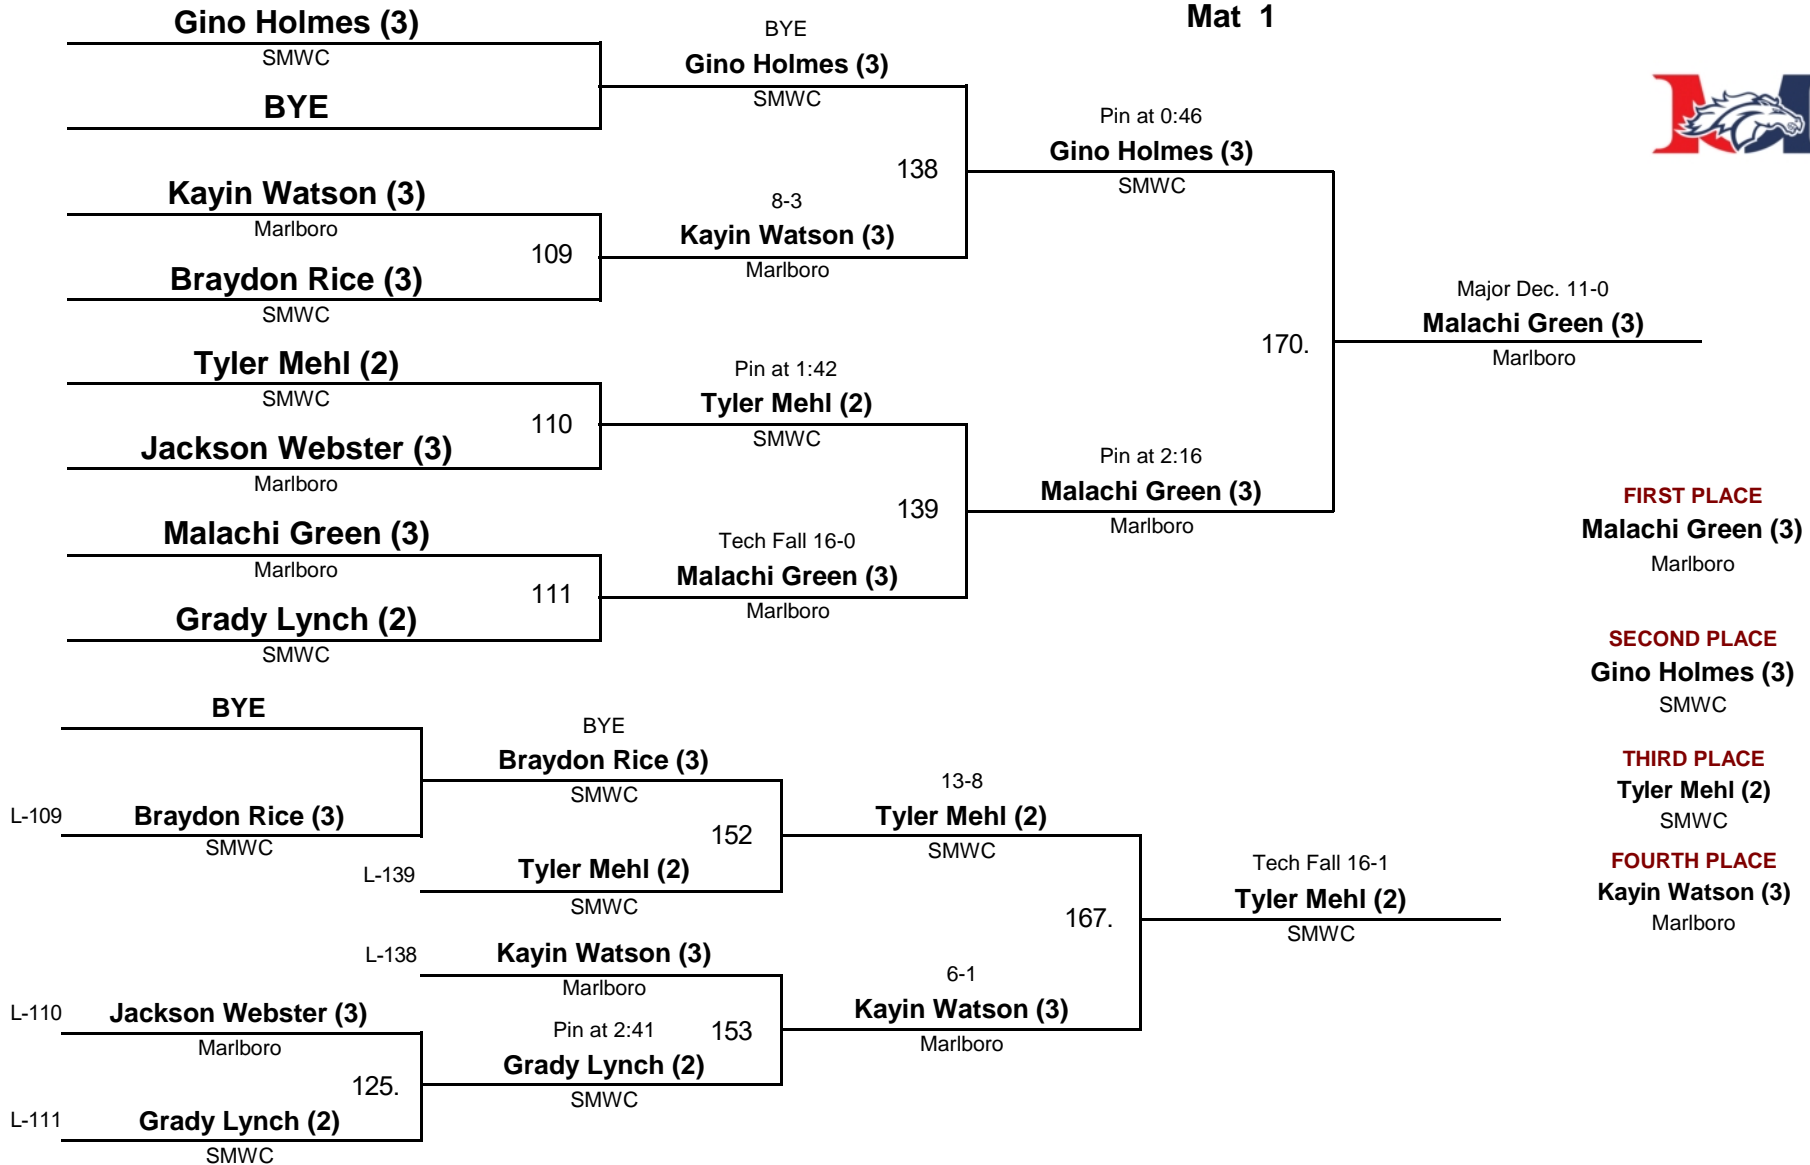 Mat 1
Gino Holmes (3)
SMWC
BYE
Kayin Watson (3)
Marlboro
109
Braydon Rice (3)
SMWC
Tyler Mehl (2)
SMWC
110
Jackson Webster (3)
Marlboro
Malachi Green (3)
Marlboro
111
Grady Lynch (2)
SMWC
BYE
Gino Holmes (3)
SMWC
138
8-3
Kayin Watson (3)
Marlboro
Pin at 1:42
Tyler Mehl (2)
SMWC
139
Tech Fall 16-0
Malachi Green (3)
Marlboro
Pin at 0:46
Gino Holmes (3)
SMWC
170.
Pin at 2:16
Malachi Green (3)
Marlboro
Major Dec. 11-0
Malachi Green (3)
Marlboro
FIRST PLACE
Malachi Green (3)
Marlboro
SECOND PLACE
Gino Holmes (3)
SMWC
THIRD PLACE
Tyler Mehl (2)
SMWC
FOURTH PLACE
Kayin Watson (3)
Marlboro
BYE
L-109
Braydon Rice (3)
SMWC
L-110
Jackson Webster (3)
Marlboro
125.
L-111
Grady Lynch (2)
SMWC
BYE
Braydon Rice (3)
SMWC
152
L-139
Tyler Mehl (2)
SMWC
L-138
Kayin Watson (3)
Marlboro
153
Pin at 2:41
Grady Lynch (2)
SMWC
13-8
Tyler Mehl (2)
SMWC
167.
6-1
Kayin Watson (3)
Marlboro
Tech Fall 16-1
Tyler Mehl (2)
SMWC